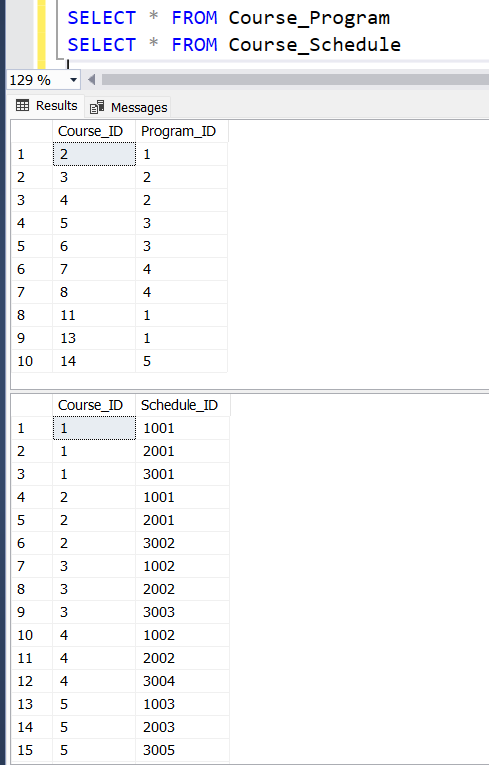 SELECT * FROM Course_Program
SELECT * FROM Course_Schedule
129 %
Results Messages
Course_ID Program_ID
1 2 1
2 3 2
3 4 2
4 5 3
5 6 3
6 7 4
7 8 4
8 11 1
9 13 1
10 14 5
Course_ID Schedule_ID
1 1 1001
2 1 2001
3 1 3001
4 2 1001
5 2 2001
6 2 3002
7 3 1002
8 3 2002
9 3 3003
10 4 1002
11 4 2002
12 4 3004
13 5 1003
14 5 2003
15 5 3005